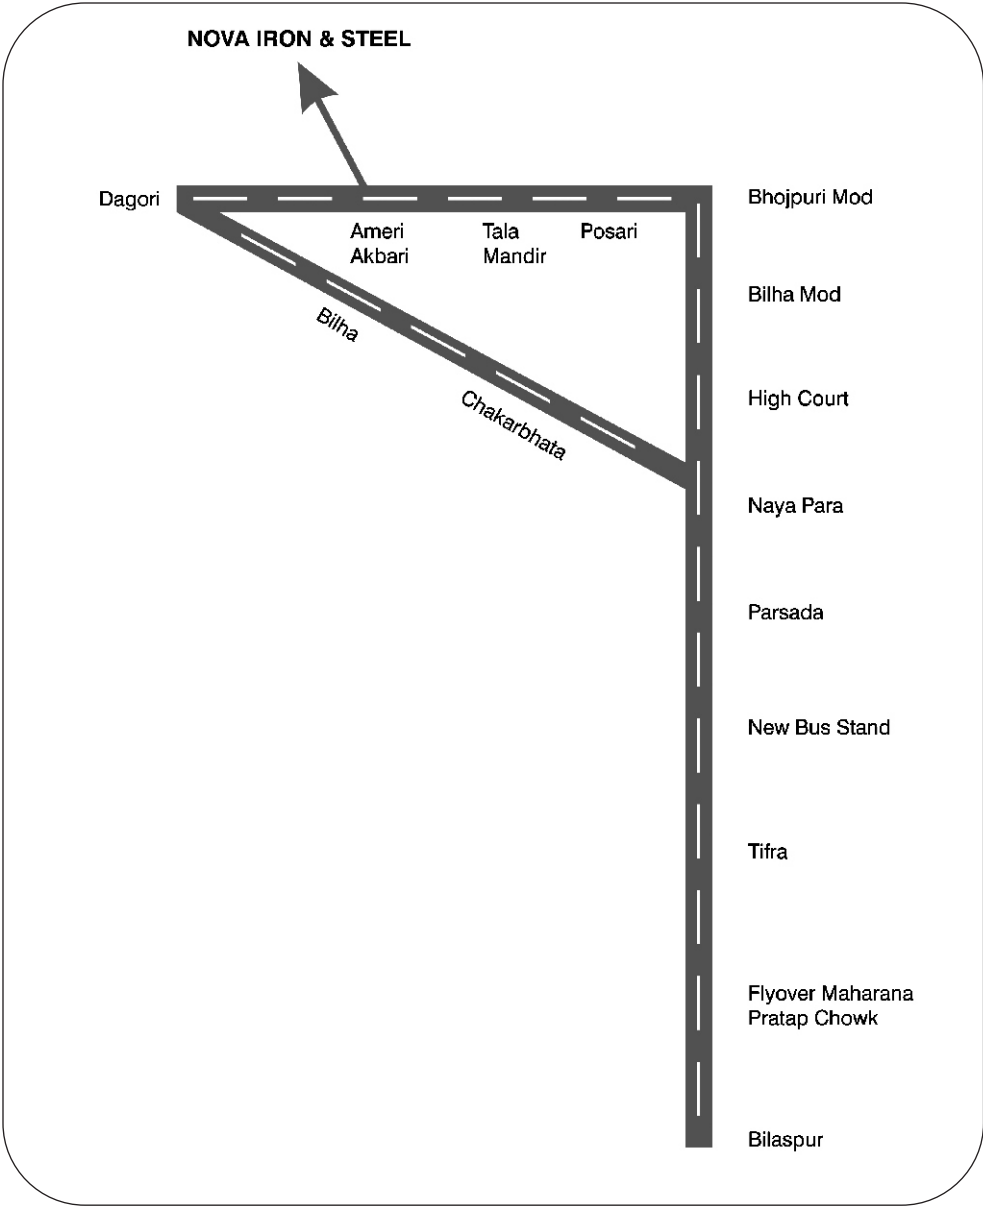 NOVA IRON & STEEL
Dagori
Bhojpuri Mod
Ameri
Akbari
Tala
Mandir
Posari
Bilha Mod
Bilha
High Court
Chakarbhata
Naya Para
Parsada
New Bus Stand
Tifra
Flyover Maharana
Pratap Chowk
Bilaspur